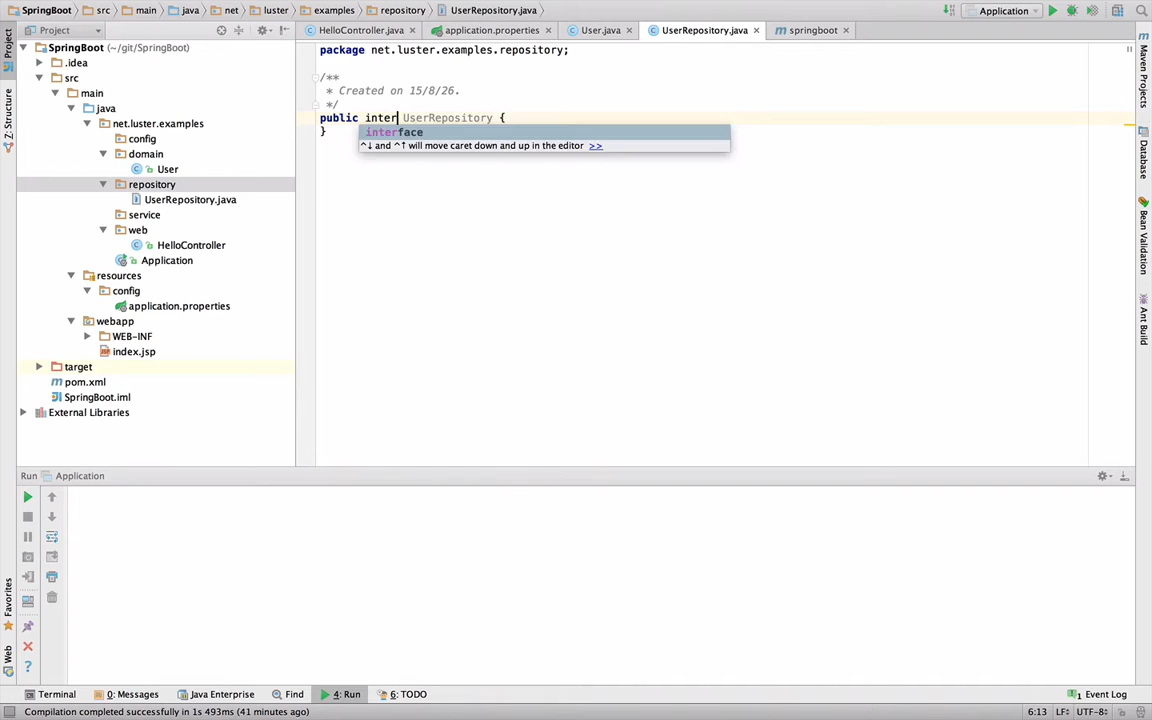 SpringBoot src main java net luster examples repository UserRepository.java Application
Project HelloController.java application.properties User.java UserRepository.java springboot
1: Project
Z: Structure
Favorites
Web
SpringBoot (~/git/SpringBoot)
.idea
src
main
java
net.luster.examples
config
domain
User
repository
UserRepository.java
service
web
HelloController
Application
resources
config
application.properties
webapp
WEB-INF
index.jsp
target
pom.xml
SpringBoot.iml
External Libraries
package net.luster.examples.repository;
/**
* Created on 15/8/26.
*/
public inter UserRepository {
interface
^↓ and ^↑ will move caret down and up in the editor >>
}
Maven Projects
Database
Bean Validation
Ant Build
Run Application
Terminal 0: Messages Java Enterprise Find 4: Run 6: TODO 1 Event Log
Compilation completed successfully in 1s 493ms (41 minutes ago) 6:13 LF÷ UTF-8÷